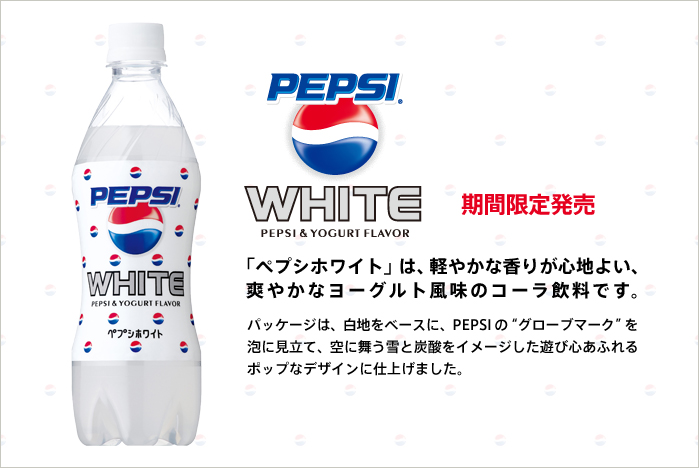 PEPSI
WHITE
PEPSI & YOGURT FLAVOR
ペプシホワイト
PEPSI®
WHITE
PEPSI & YOGURT FLAVOR
期間限定発売
「ペプシホワイト」は、軽やかな香りが心地よい、
爽やかなヨーグルト風味のコーラ飲料です。
パッケージは、白地をベースに、PEPSIの“グローブマーク”を
泡に見立て、空に舞う雪と炭酸をイメージした遊び心あふれる
ポップなデザインに仕上げました。